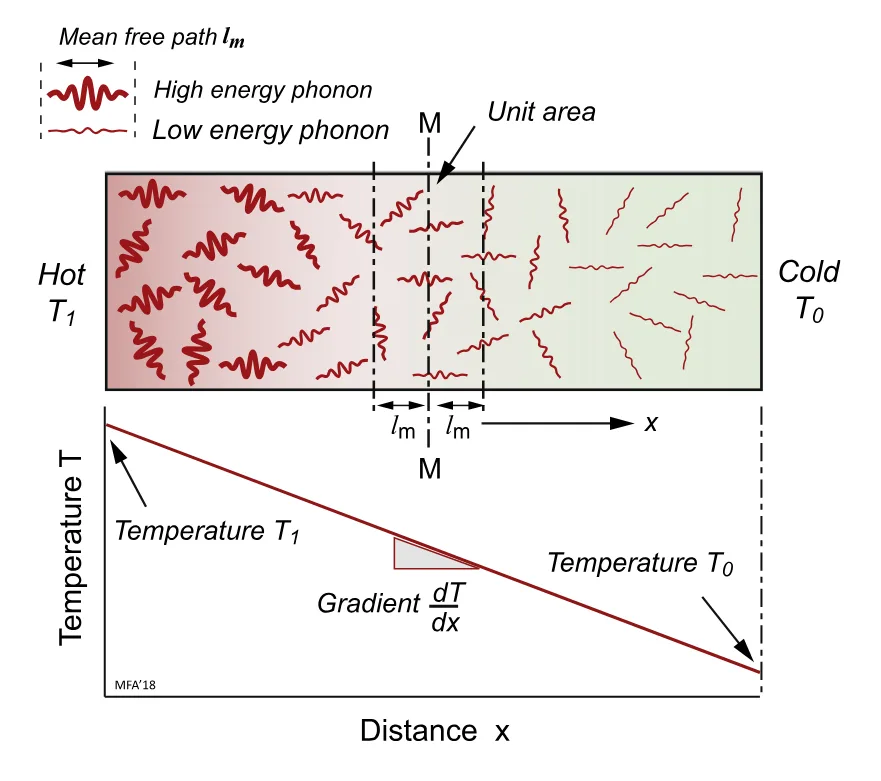 Mean free path lm
High energy phonon
Low energy phonon
M
Unit area
Hot
T1
Cold
T0
lm
lm
x
M
Temperature T
Temperature T1
Temperature T0
Gradient dT
dx
MFA'18
Distance x